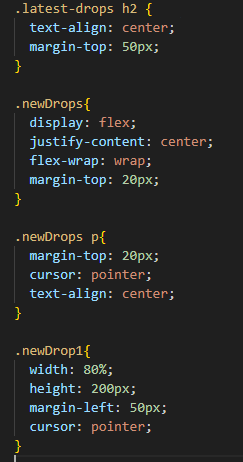 .latest-drops h2 {
  text-align: center;
  margin-top: 50px;
}

.newDrops{
  display: flex;
  justify-content: center;
  flex-wrap: wrap;
  margin-top: 20px;
}

.newDrops p{
  margin-top: 20px;
  cursor: pointer;
  text-align: center;
}

.newDrop1{
  width: 80%;
  height: 200px;
  margin-left: 50px;
  cursor: pointer;
}